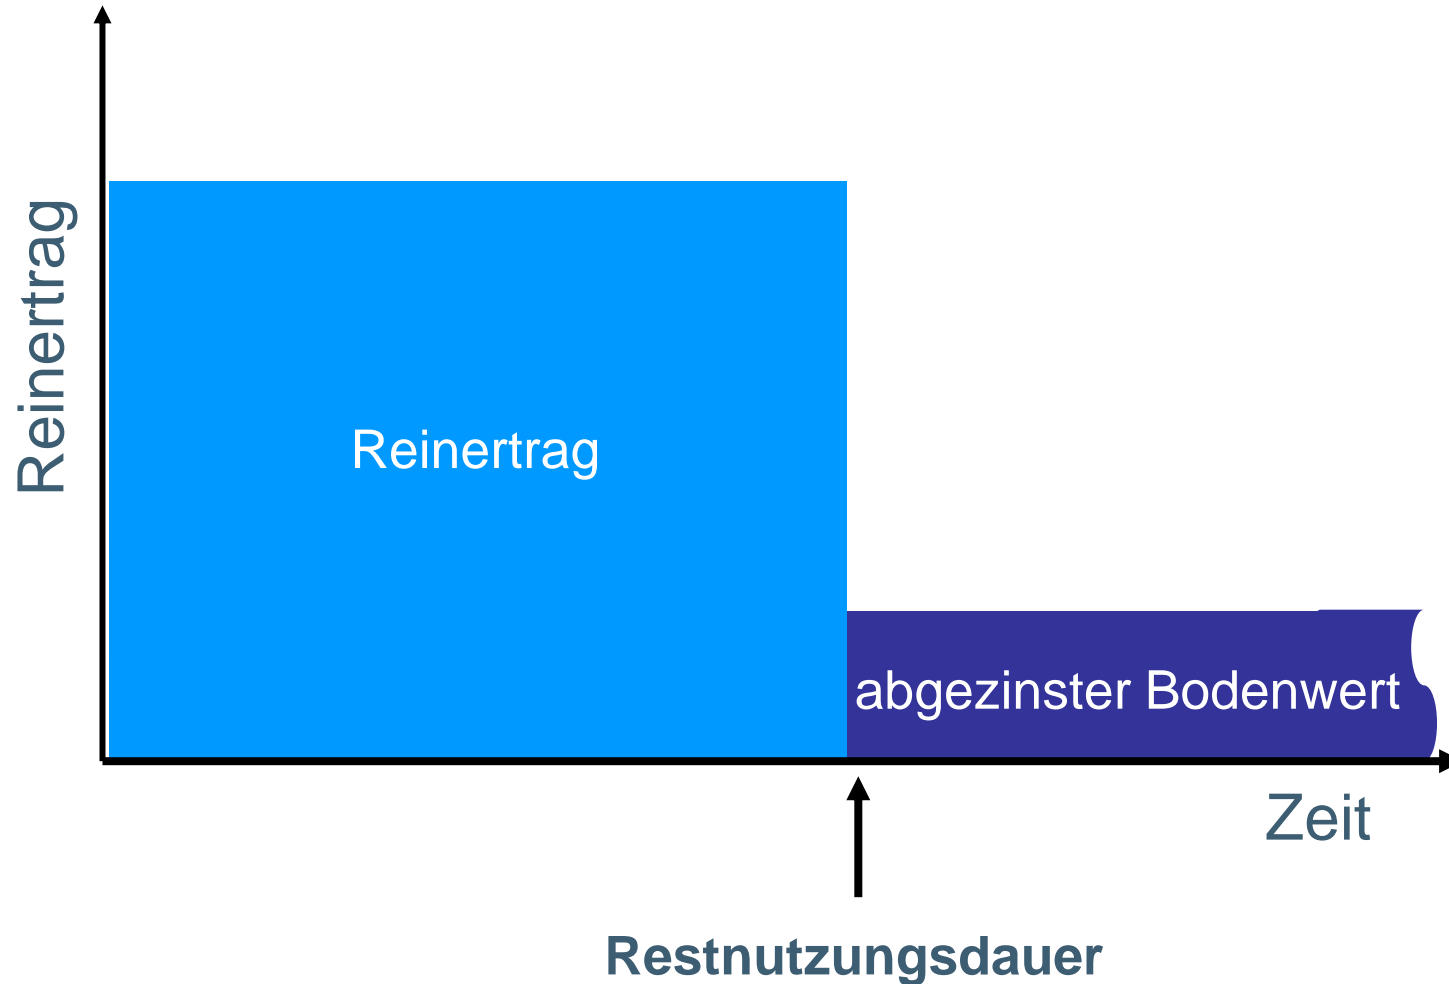 Reinertrag
Reinertrag
abgezinster Bodenwert
Zeit
Restnutzungsdauer